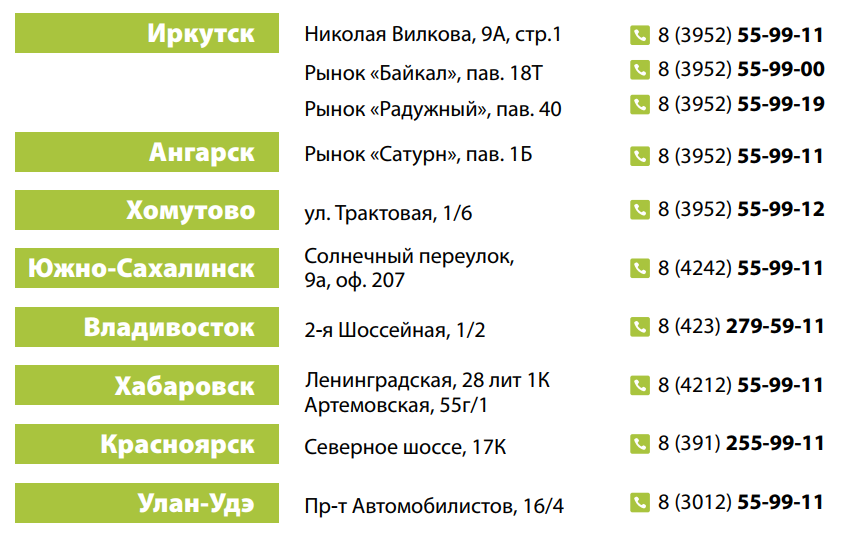 Иркутск Николая Вилкова, 9А, стр.1 8 (3952) 55-99-11
Рынок «Байкал», пав. 18Т 8 (3952) 55-99-00
Рынок «Радужный», пав. 40 8 (3952) 55-99-19
Ангарск Рынок «Сатурн», пав. 1Б 8 (3952) 55-99-11
Хомутово ул. Трактовая, 1/6 8 (3952) 55-99-12
Южно-Сахалинск Солнечный переулок, 8 (4242) 55-99-11
9а, оф. 207
Владивосток 2-я Шоссейная, 1/2 8 (423) 279-59-11
Хабаровск Ленинградская, 28 лит 1К 8 (4212) 55-99-11
Артемовская, 55г/1
Красноярск Северное шоссе, 17К 8 (391) 255-99-11
Улан-Удэ Пр-т Автомобилистов, 16/4 8 (3012) 55-99-11